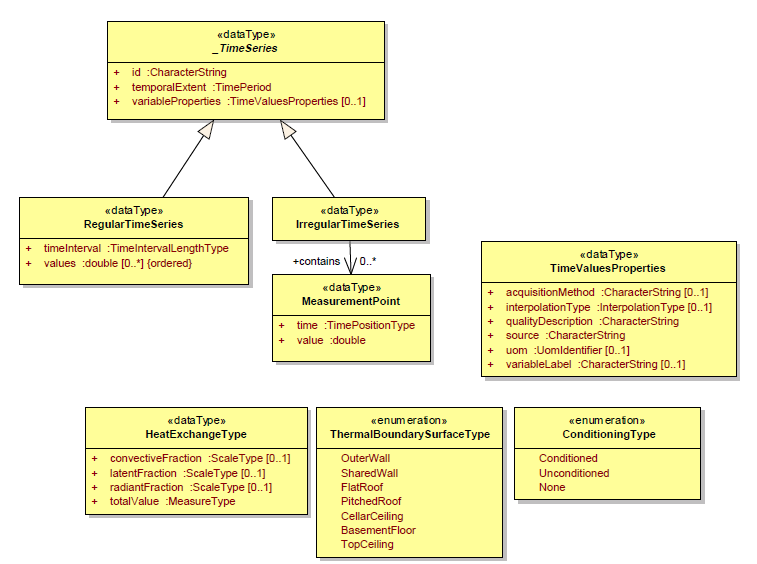 «dataType»
_TimeSeries
+ id :CharacterString
+ temporalExtent :TimePeriod
+ variableProperties :TimeValuesProperties [0..1]
«dataType»
RegularTimeSeries
+ timeInterval :TimeIntervalLengthType
+ values :double [0..*] {ordered}
«dataType»
IrregularTimeSeries
+contains 0..*
«dataType»
MeasurementPoint
+ time :TimePositionType
+ value :double
«dataType»
TimeValuesProperties
+ acquisitionMethod :CharacterString [0..1]
+ interpolationType :InterpolationType [0..1]
+ qualityDescription :CharacterString
+ source :CharacterString
+ uom :UomIdentifier [0..1]
+ variableLabel :CharacterString [0..1]
«dataType»
HeatExchangeType
+ convectiveFraction :ScaleType [0..1]
+ latentFraction :ScaleType [0..1]
+ radiantFraction :ScaleType [0..1]
+ totalValue :MeasureType
«enumeration»
ThermalBoundarySurfaceType
OuterWall
SharedWall
FlatRoof
PitchedRoof
CellarCeiling
BasementFloor
TopCeiling
«enumeration»
ConditioningType
Conditioned
Unconditioned
None